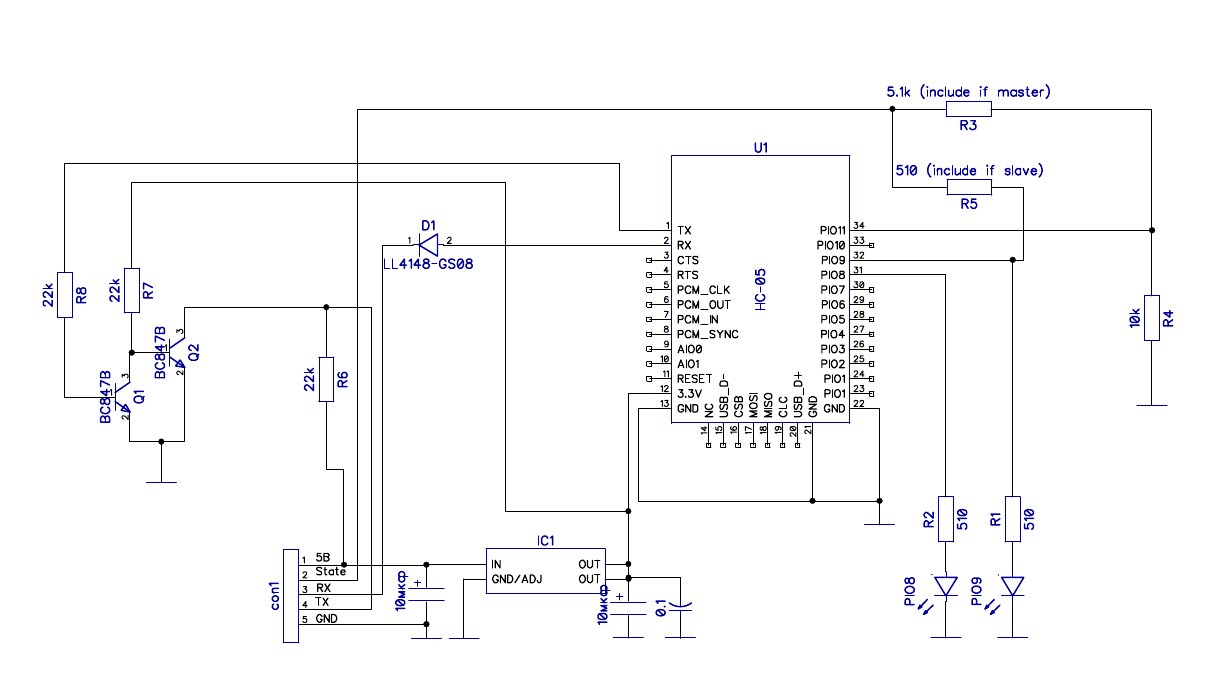 5.1k (include if master)
R3
U1
510 (include if slave)
R5
D1
1
2
LL4148-GS08
1 TX
2 RX
3 CTS
4 RTS
5 PCM_CLK
6 PCM_OUT
7 PCM_IN
8 PCM_SYNC
9 AIO0
10 AIO1
11 RESET
12 3.3V
13 GND
HC-05
PIO11 34
PIO10 33
PIO9 32
PIO8 31
PIO7 30
PIO6 29
PIO5 28
PIO4 27
PIO3 26
PIO2 25
PIO1 24
PIO1 23
GND 22
NC 14
USB_D- 15
CSB 16
MOSI 17
MISO 18
CLC 19
USB_D+ 20
GND 21
22k
R8
22k
R7
BC847B
1
3
2
Q2
BC847B
1
3
2
Q1
22k
R6
10k
R4
R2
510
R1
510
PIO8
PIO9
IC1
IN
GND/ADJ
OUT
OUT
con1
1 5B
2 State
3 RX
4 TX
5 GND
10мкф
+
10мкф
+
0.1